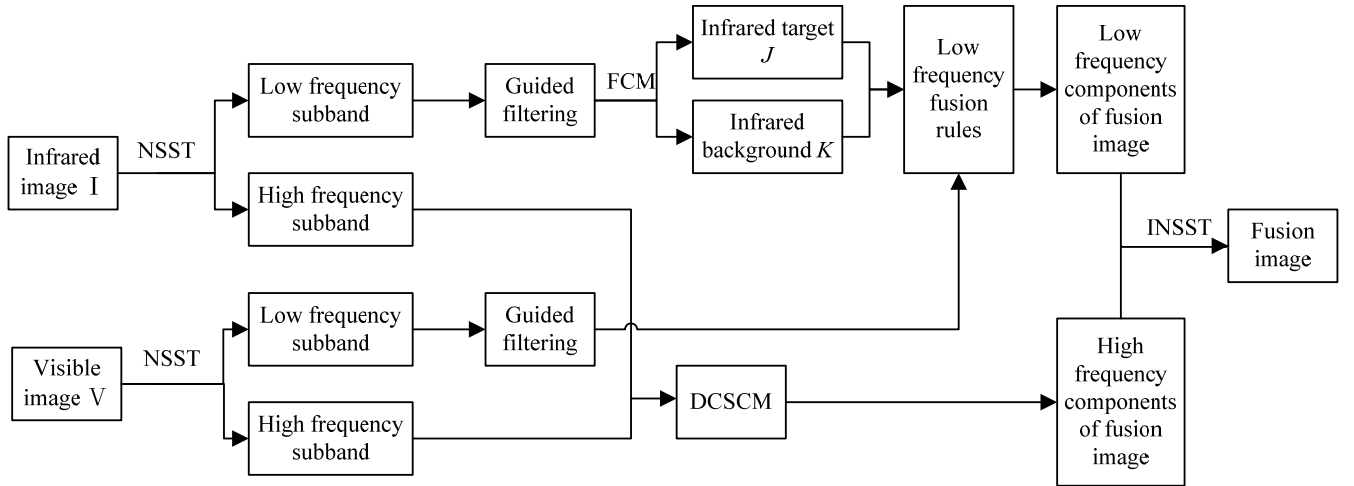 Infrared
image I
NSST
Low frequency
subband
High frequency
subband
Guided
filtering
FCM
Infrared target
J
Infrared
background K
Low
frequency
fusion
rules
Low
frequency
components
of fusion
image
Visible
image V
NSST
Low frequency
subband
High frequency
subband
Guided
filtering
DCSCM
High
frequency
components
of fusion
image
INSST
Fusion
image